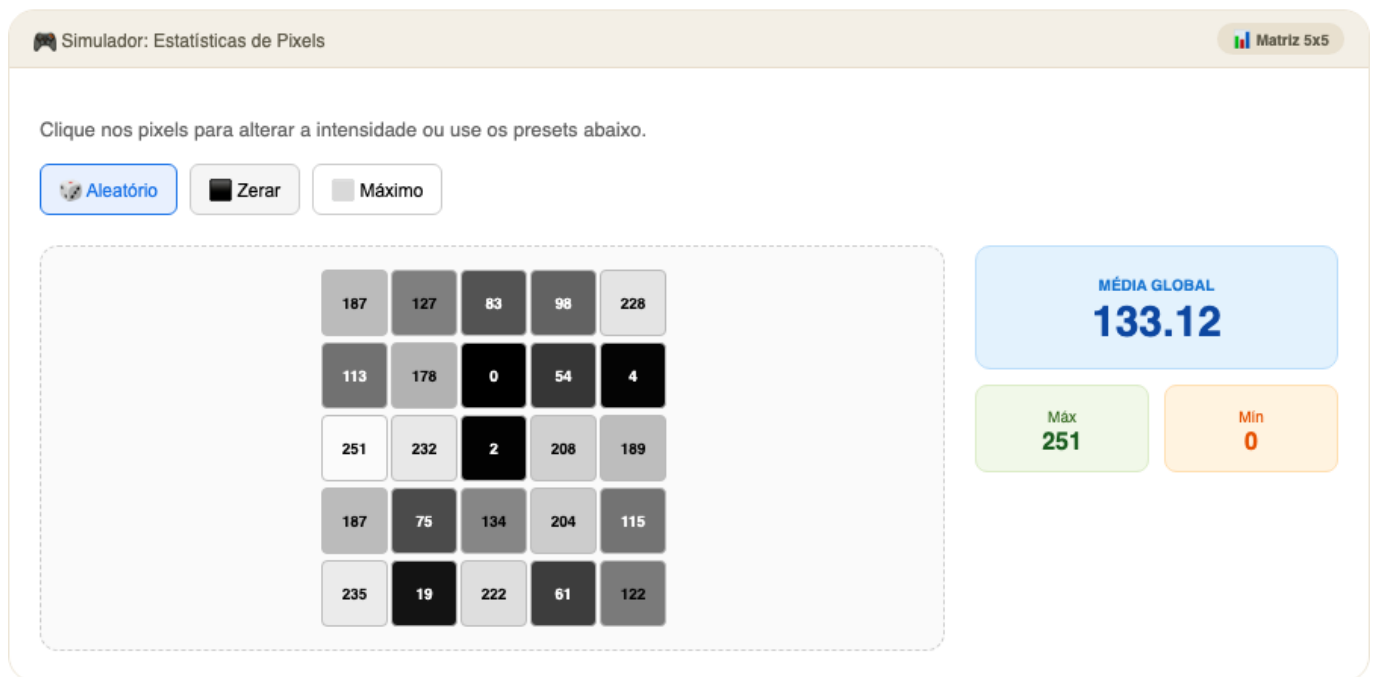 Simulador: Estatísticas de Pixels
Matriz 5x5
Clique nos pixels para alterar a intensidade ou use os presets abaixo.
Aleatório Zerar Máximo
187 127 83 98 228
113 178 0 54 4
251 232 2 208 189
187 75 134 204 115
235 19 222 61 122
MÉDIA GLOBAL
133.12
Máx
251
Min
0